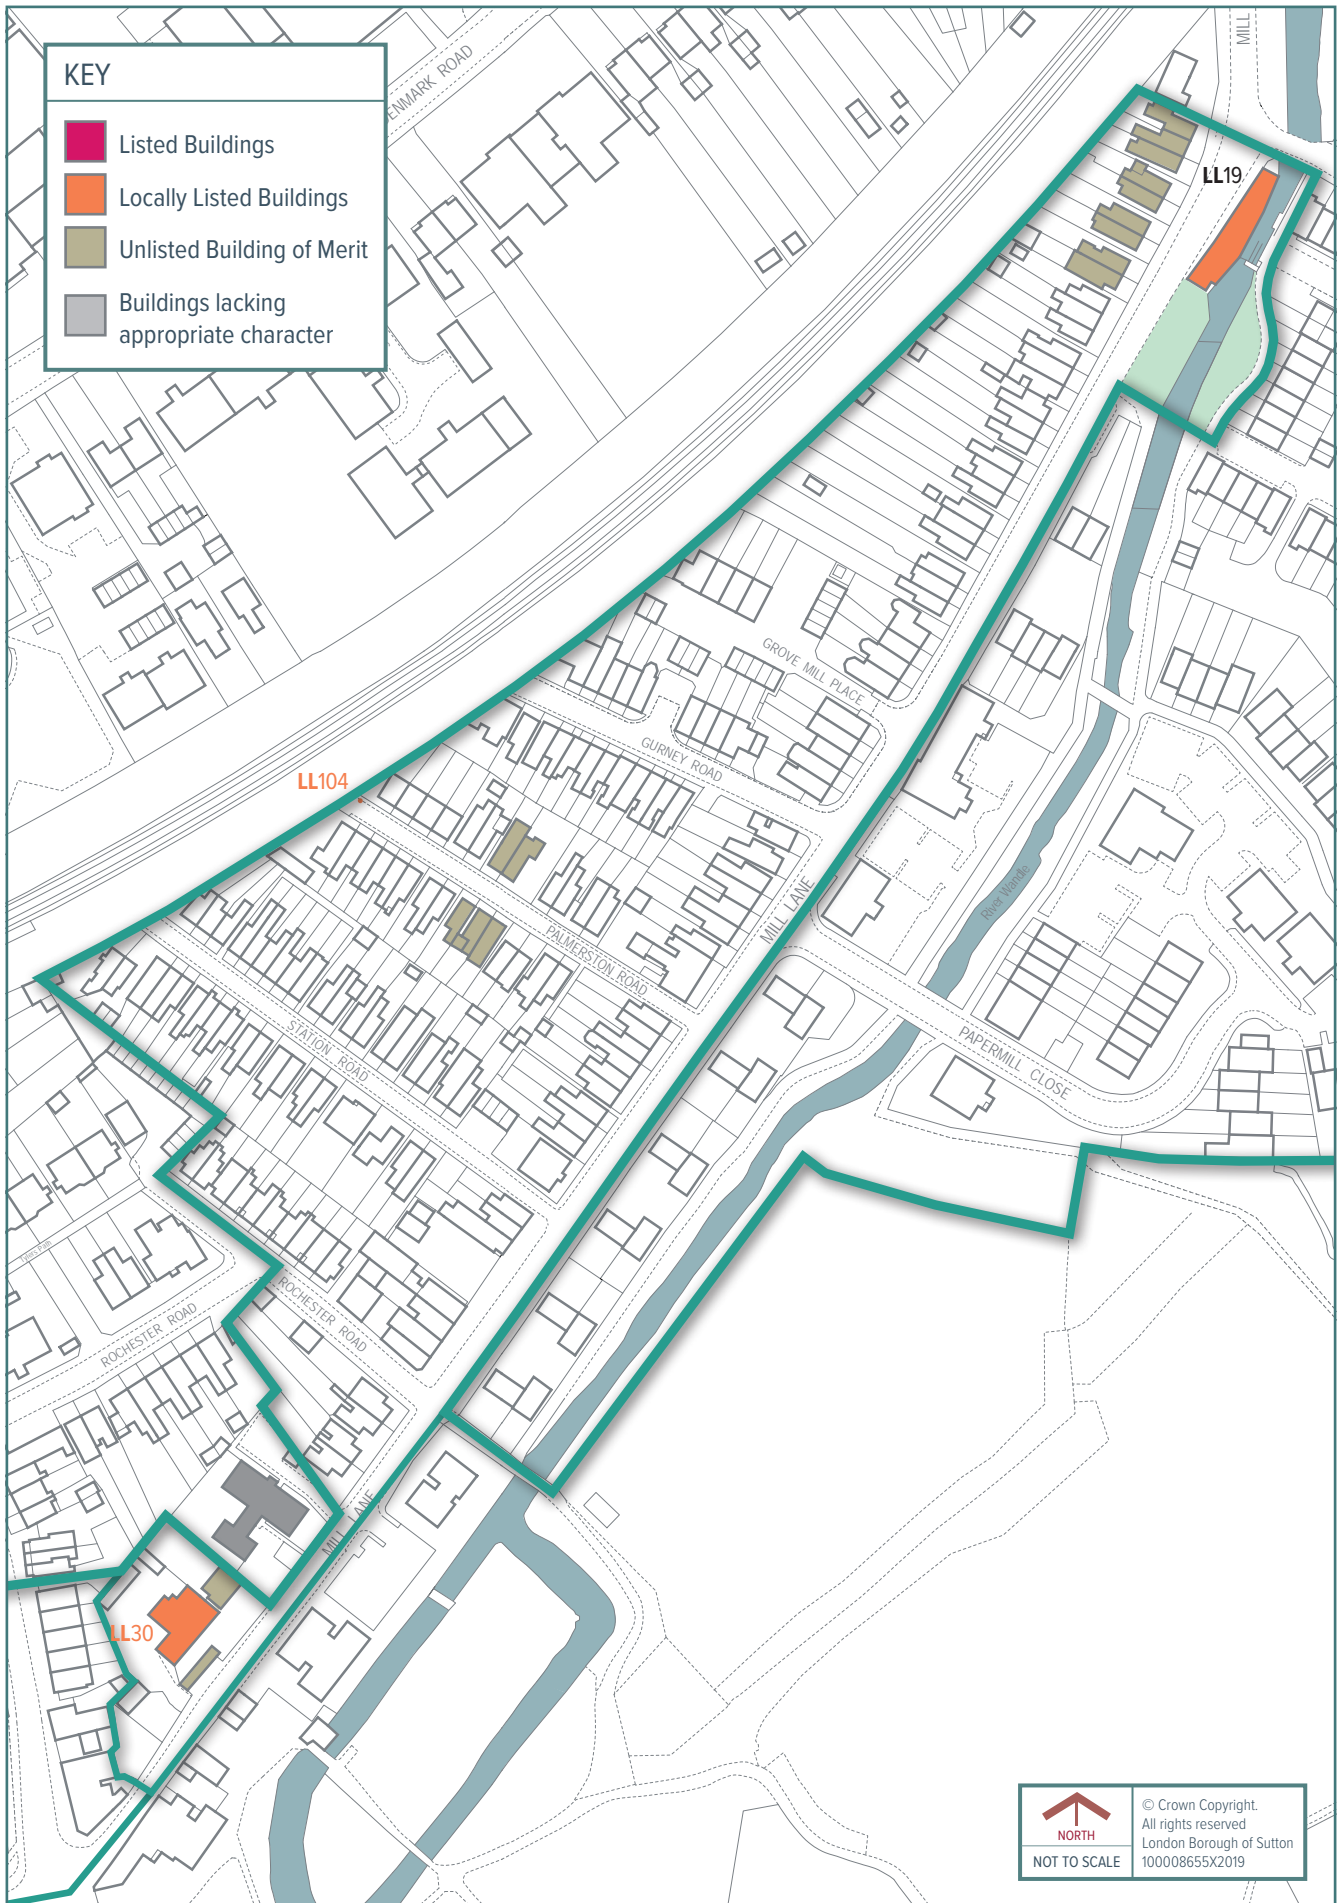 KEY
Listed Buildings
Locally Listed Buildings
Unlisted Building of Merit
Buildings lacking
appropriate character
ENMARK ROAD
MILL
LL19
GROVE MILL PLACE
GURNEY ROAD
LL104
MILL LANE
River Wandle
PALMERSTON ROAD
STATION ROAD
PAPERMILL CLOSE
Tylers Path
ROCHESTER ROAD
ROCHESTER ROAD
MILL LANE
LL30
NORTH
NOT TO SCALE
© Crown Copyright.
All rights reserved
London Borough of Sutton
100008655X2019